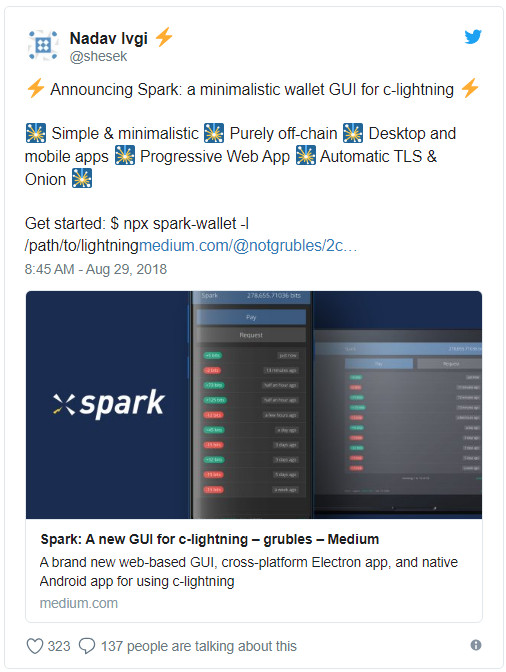 Nadav Ivgi ⚡
@shesek
⚡ Announcing Spark: a minimalistic wallet GUI for c-lightning ⚡
🎇 Simple & minimalistic 🎇 Purely off-chain 🎇 Desktop and
mobile apps 🎇 Progressive Web App 🎇 Automatic TLS &
Onion 🎇
Get started: $ npx spark-wallet -l
/path/to/lightningmedium.com/@notgrubles/2c…
8:45 AM - Aug 29, 2018
spark
Spark 278,655.71036 bits
Pay
Request
just now
13 minutes ago
half an hour ago
half an hour ago
a few hours ago
a day ago
3 days ago
3 days ago
5 days ago
a week ago
Pay Request
Spark: A new GUI for c-lightning – grubles – Medium
A brand new web-based GUI, cross-platform Electron app, and native
Android app for using c-lightning
medium.com
323 137 people are talking about this